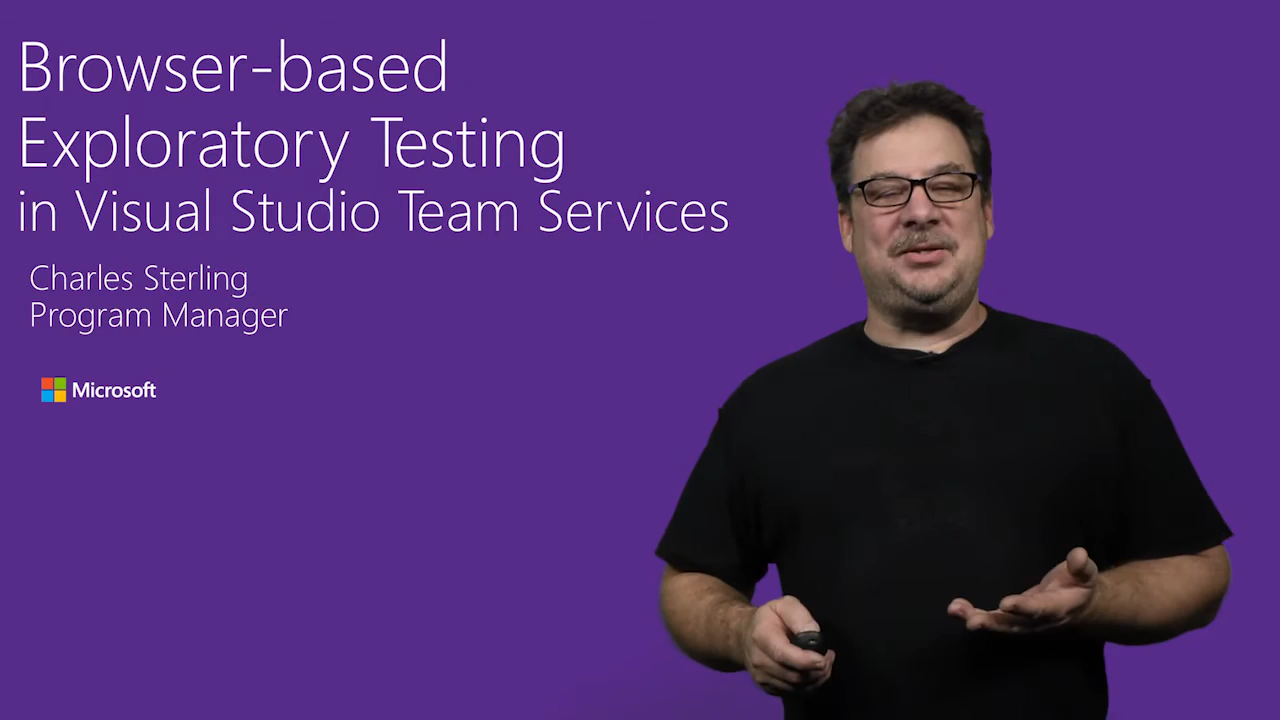 Browser-based
Exploratory Testing
in Visual Studio Team Services
Charles Sterling
Program Manager
Microsoft